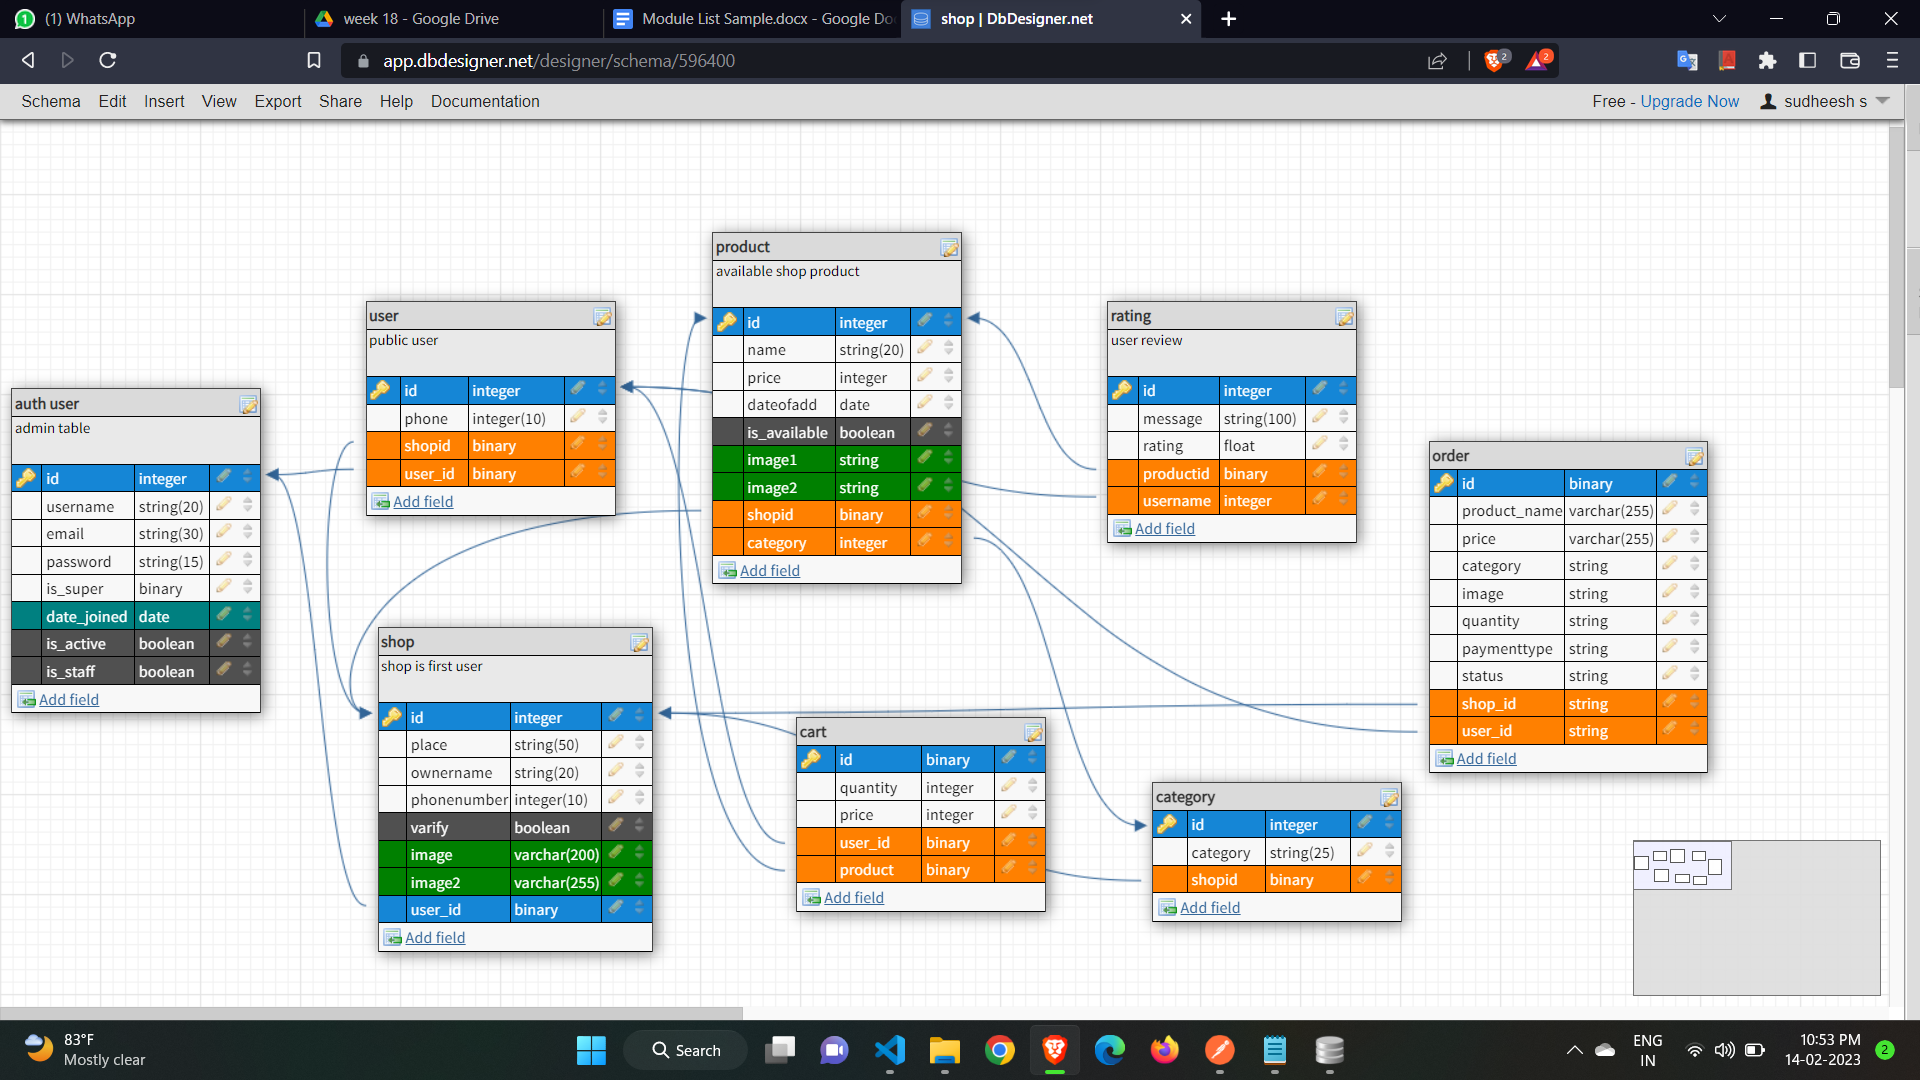 (1) WhatsApp
week 18 - Google Drive
Module List Sample.docx - Google Do
shop | DbDesigner.net
app.dbdesigner.net/designer/schema/596400
2
2
Schema Edit Insert View Export Share Help Documentation
Free - Upgrade Now sudheesh s
auth user
admin table
id integer
username string(20)
email string(30)
password string(15)
is_super binary
date_joined date
is_active boolean
is_staff boolean
Add field
user
public user
id integer
phone integer(10)
shopid binary
user_id binary
Add field
shop
shop is first user
id integer
place string(50)
ownername string(20)
phonenumber integer(10)
varify boolean
image varchar(200)
image2 varchar(255)
user_id binary
Add field
product
available shop product
id integer
name string(20)
price integer
dateofadd date
is_available boolean
image1 string
image2 string
shopid binary
category integer
Add field
cart
id binary
quantity integer
price integer
user_id binary
product binary
Add field
rating
user review
id integer
message string(100)
rating float
productid binary
username integer
Add field
category
id integer
category string(25)
shopid binary
Add field
order
id binary
product_name varchar(255)
price varchar(255)
category string
image string
quantity string
paymenttype string
status string
shop_id string
user_id string
Add field
83°F
Mostly clear
Search
ENG
IN
10:53 PM
14-02-2023
2